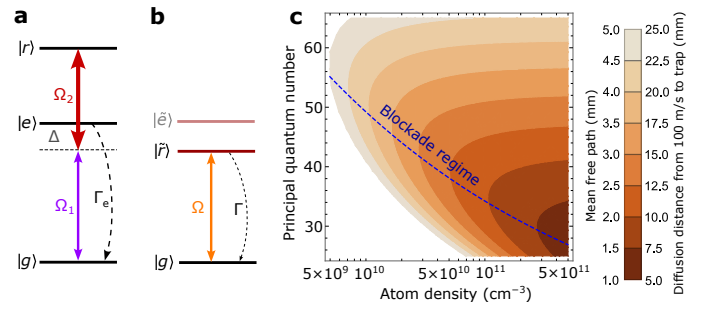 a
|r⟩
Ω₂
|e⟩
Δ
Ω₁
Γₑ
|g⟩
b
|ẽ⟩
|r̃⟩
Ω
Γ
|g⟩
c
Principal quantum number
60
50
40
30
Blockade regime
5×10⁹ 10¹⁰ 5×10¹⁰ 10¹¹ 5×10¹¹
Atom density (cm⁻³)
Mean free path (mm)
5.0
4.5
4.0
3.5
3.0
2.5
2.0
1.5
1.0
25.0
22.5
20.0
17.5
15.0
12.5
10.0
7.5
5.0
Diffusion distance from 100 m/s to trap (mm)